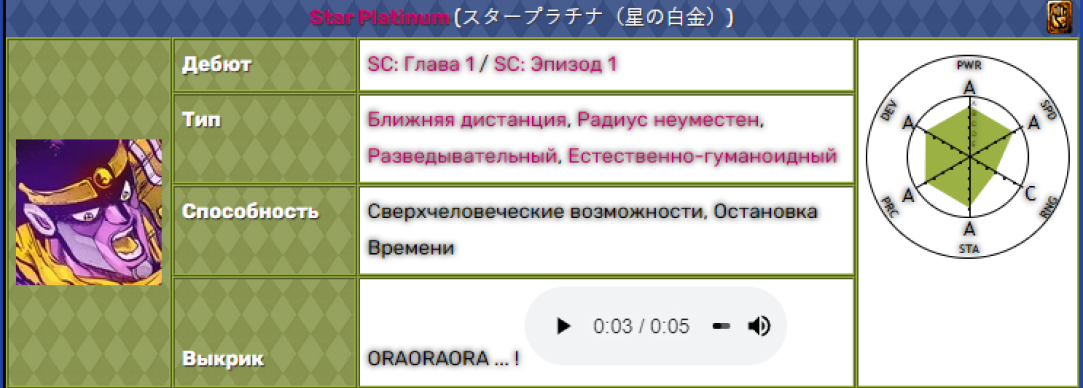 Star Platinum (スタープラチナ（星の白金）)
Дебют
SC: Глава 1 / SC: Эпизод 1
Тип
Ближняя дистанция, Радиус неуместен,
Разведывательный, Естественно-гуманоидный
Способность
Сверхчеловеческие возможности, Остановка
Времени
Выкрик
ORAORAORA ... !
0:03 / 0:05
PWR
A
SPD
A
RNG
C
STA
A
PRC
A
DEV
A